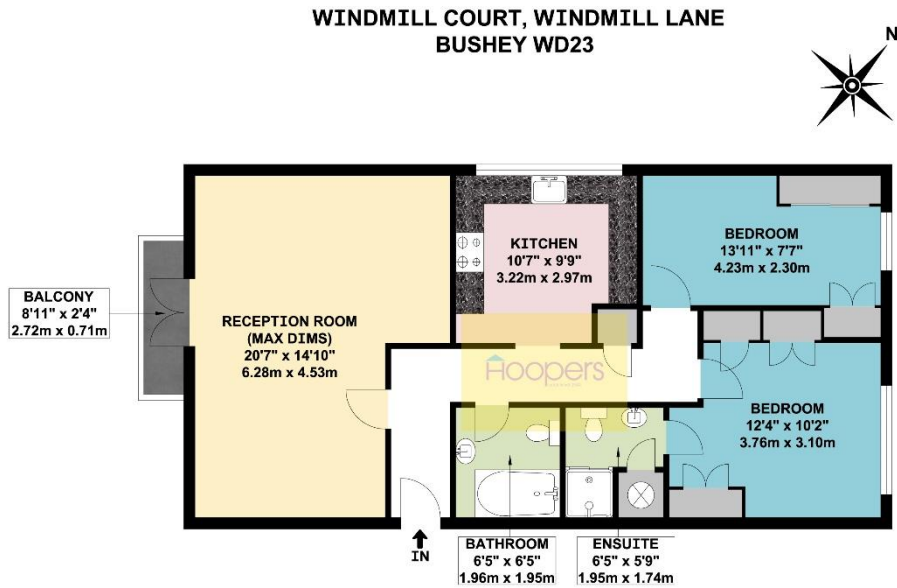 WINDMILL COURT, WINDMILL LANE
BUSHEY WD23
N
BALCONY
8'11" x 2'4"
2.72m x 0.71m
RECEPTION ROOM
(MAX DIMS)
20'7" x 14'10"
6.28m x 4.53m
KITCHEN
10'7" x 9'9"
3.22m x 2.97m
BEDROOM
13'11" x 7'7"
4.23m x 2.30m
Hoopers
BEDROOM
12'4" x 10'2"
3.76m x 3.10m
IN
BATHROOM
6'5" x 6'5"
1.96m x 1.95m
ENSUITE
6'5" x 5'9"
1.95m x 1.74m